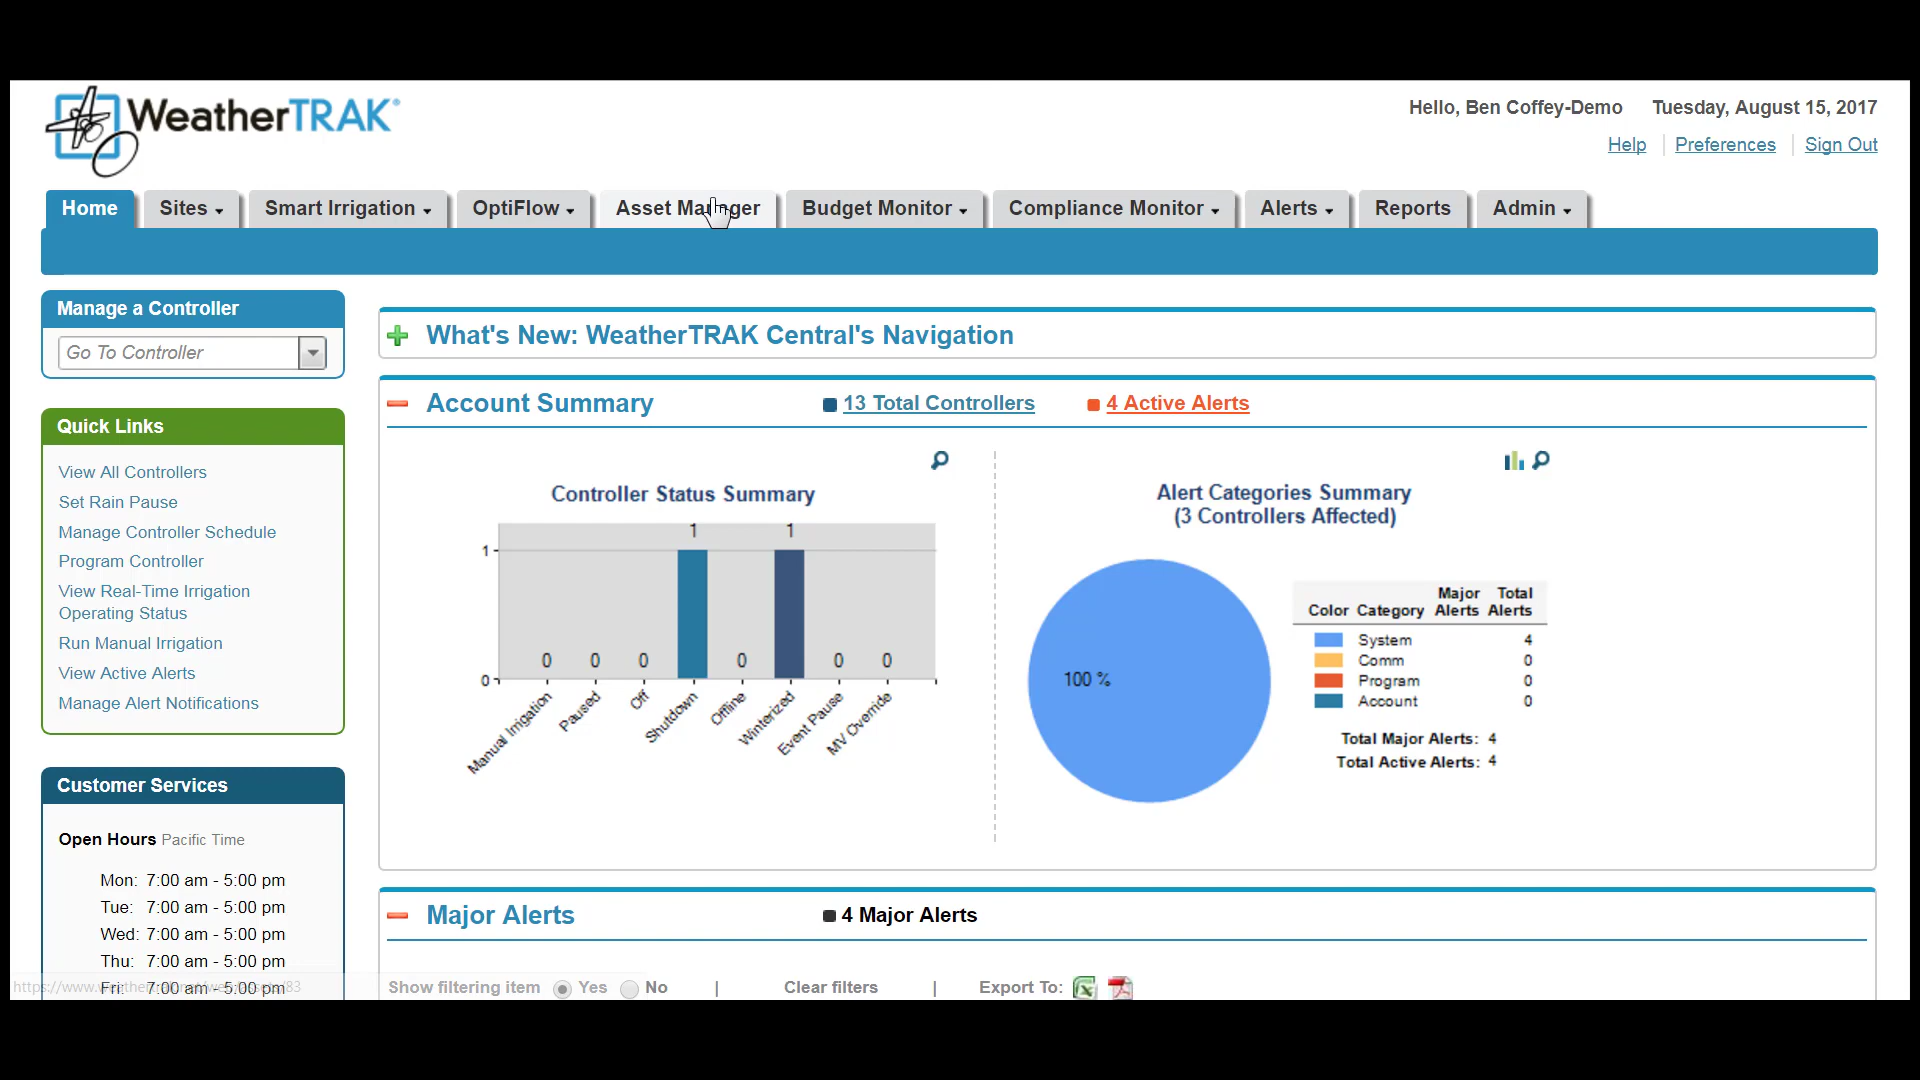 WeatherTRAK®
Hello, Ben Coffey-Demo Tuesday, August 15, 2017
Help Preferences Sign Out
Home Sites Smart Irrigation OptiFlow Asset Manager Budget Monitor Compliance Monitor Alerts Reports Admin
Manage a Controller
Go To Controller
Quick Links
View All Controllers
Set Rain Pause
Manage Controller Schedule
Program Controller
View Real-Time Irrigation
Operating Status
Run Manual Irrigation
View Active Alerts
Manage Alert Notifications
Customer Services
Open Hours Pacific Time
Mon: 7:00 am - 5:00 pm
Tue: 7:00 am - 5:00 pm
Wed: 7:00 am - 5:00 pm
Thu: 7:00 am - 5:00 pm
Fri: 7:00 am - 5:00 pm
What's New: WeatherTRAK Central's Navigation
Account Summary 13 Total Controllers 4 Active Alerts
Controller Status Summary
1 1
1
0 0 0 0 0 0
0
Manual Irrigation Paused Off Shutdown Offline Winterized Event Pause MV Override
Alert Categories Summary
(3 Controllers Affected)
100 %
Major Total
Color Category Alerts Alerts
System 4
Comm 0
Program 0
Account 0
Total Major Alerts: 4
Total Active Alerts: 4
Major Alerts 4 Major Alerts
Show filtering item Yes No | Clear filters | Export To: